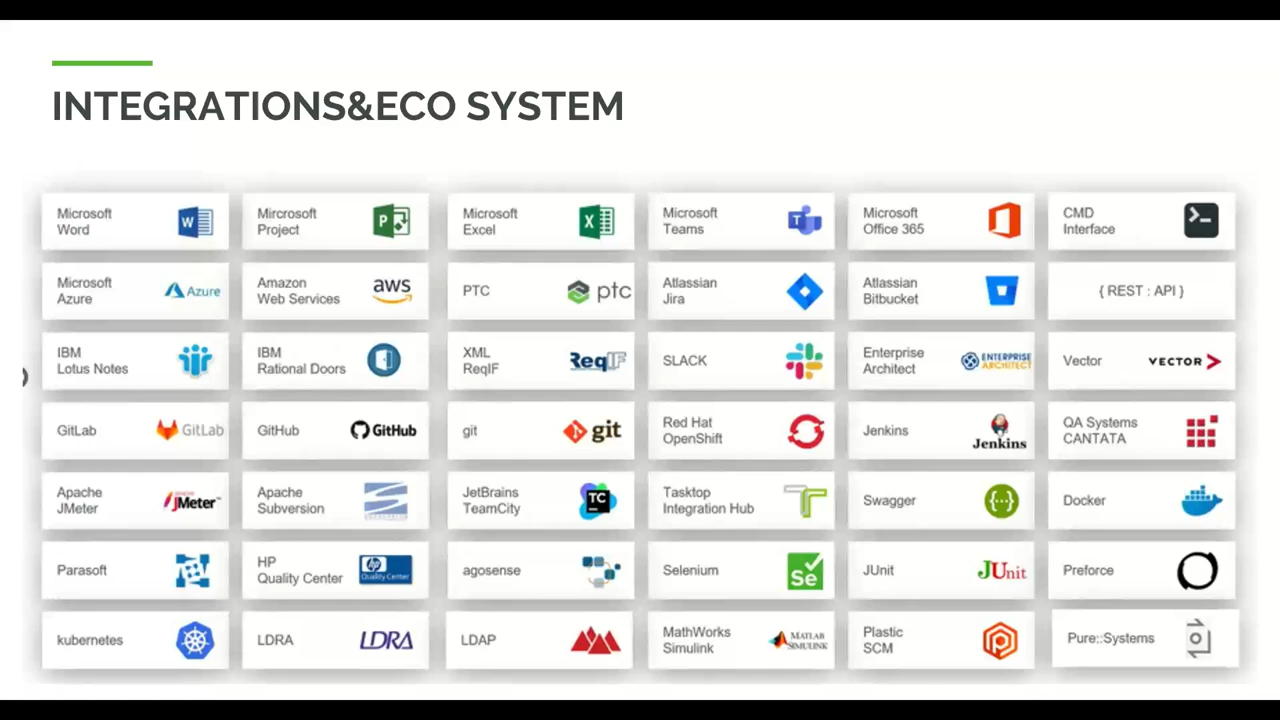 INTEGRATIONS&ECO SYSTEM
Microsoft
Word
W
Mircrosoft
Project
P
Microsoft
Excel
X
Microsoft
Teams
T
Microsoft
Office 365
CMD
Interface
>_
Microsoft
Azure
Azure
Amazon
Web Services
aws
PTC
ptc
Atlassian
Jira
Atlassian
Bitbucket
{ REST : API }
IBM
Lotus Notes
IBM
Rational Doors
XML
ReqIF
ReqIF
SLACK
Enterprise
Architect
ENTERPRISE
ARCHITECT
Vector
VECTOR
GitLab
GitLab
GitHub
GitHub
git
git
Red Hat
OpenShift
Jenkins
Jenkins
QA Systems
CANTATA
Apache
JMeter
JMeter
Apache
Subversion
JetBrains
TeamCity
TC
Tasktop
Integration Hub
Swagger
{···}
Docker
Parasoft
HP
Quality Center
hp
Quality Center
agosense
Selenium
Se
JUnit
JUnit
Preforce
kubernetes
LDRA
LDRA
LDAP
MathWorks
Simulink
MATLAB
SIMULINK
Plastic
SCM
Pure::Systems